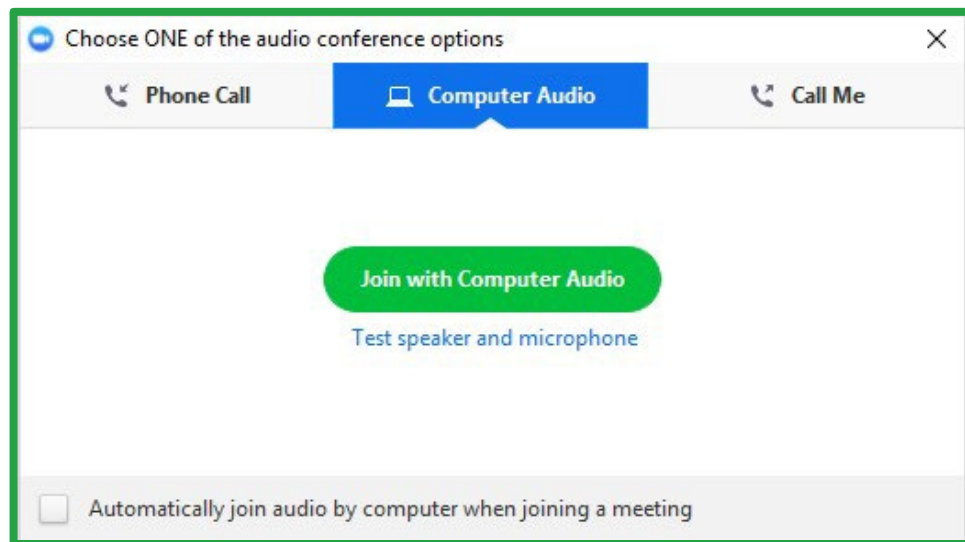 Choose ONE of the audio conference options
Phone Call
Computer Audio
Call Me
Join with Computer Audio
Test speaker and microphone
Automatically join audio by computer when joining a meeting